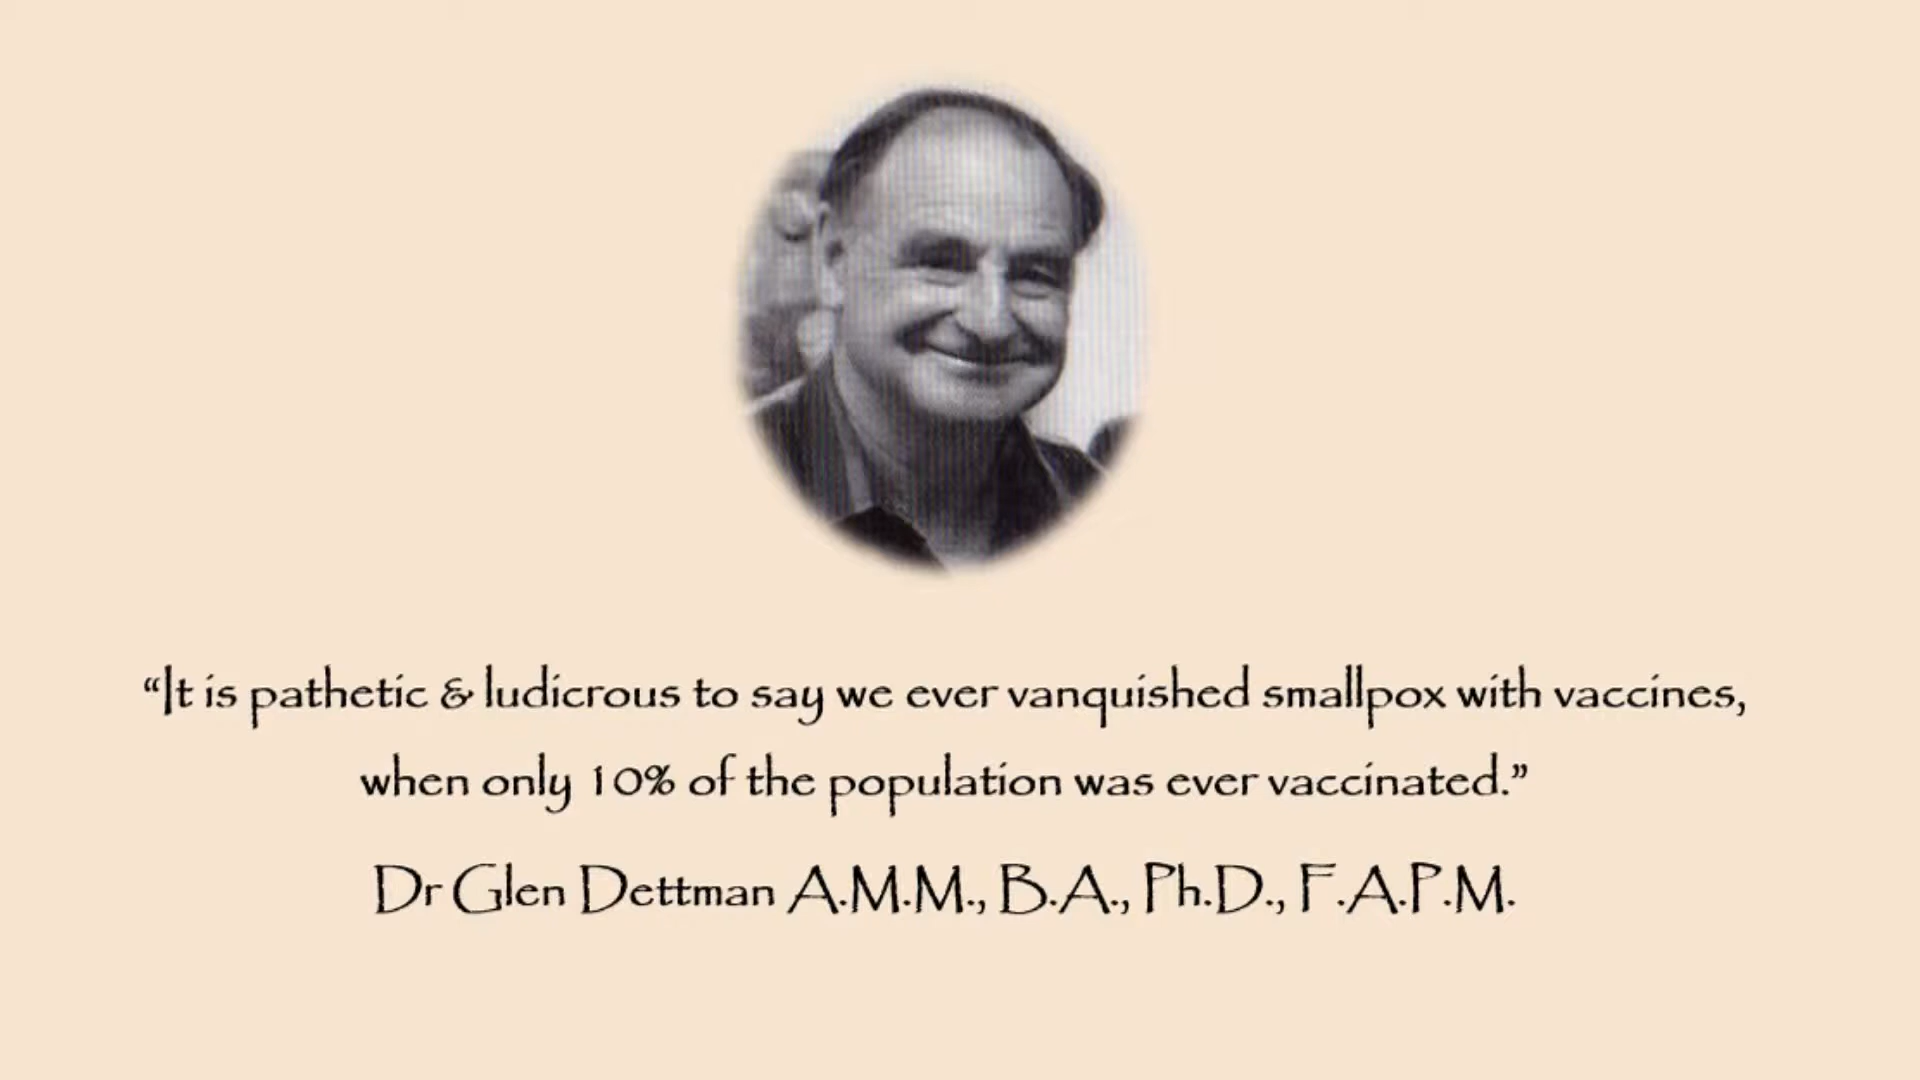 “It is pathetic & ludicrous to say we ever vanquished smallpox with vaccines,
when only 10% of the population was ever vaccinated.”
Dr Glen Dettman A.M.M., B.A., Ph.D., F.A.P.M.